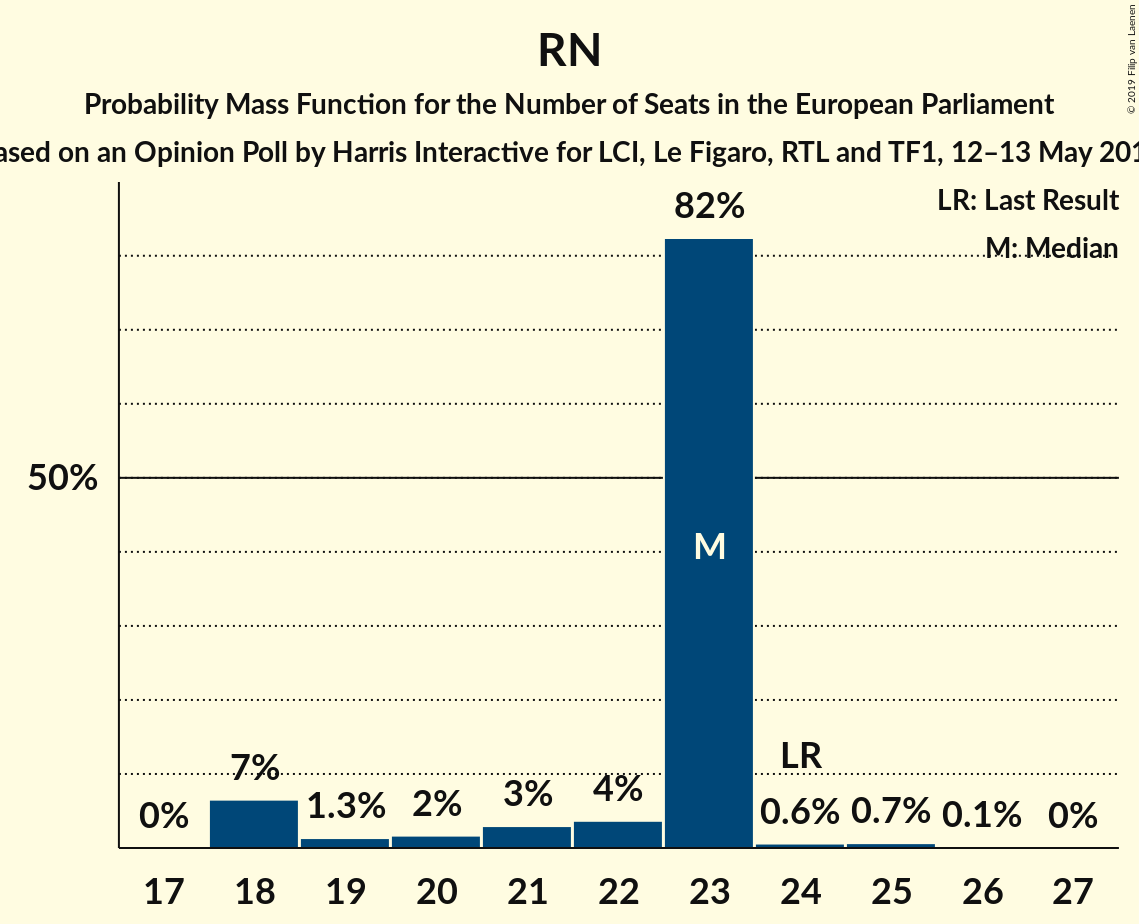 RN
Probability Mass Function for the Number of Seats in the European Parliament
on an Opinion Poll by Harris Interactive for LCI, Le Figaro, RTL and TF1, 12–13 May
© 2019 Filip van Laenen
LR: Last Result
M: Median
82%
50%
M
LR
7%
4%
3%
2%
1.3%
0%
0.6%
0.7%
0.1%
0%
17 18 19 20 21 22 23 24 25 26 27